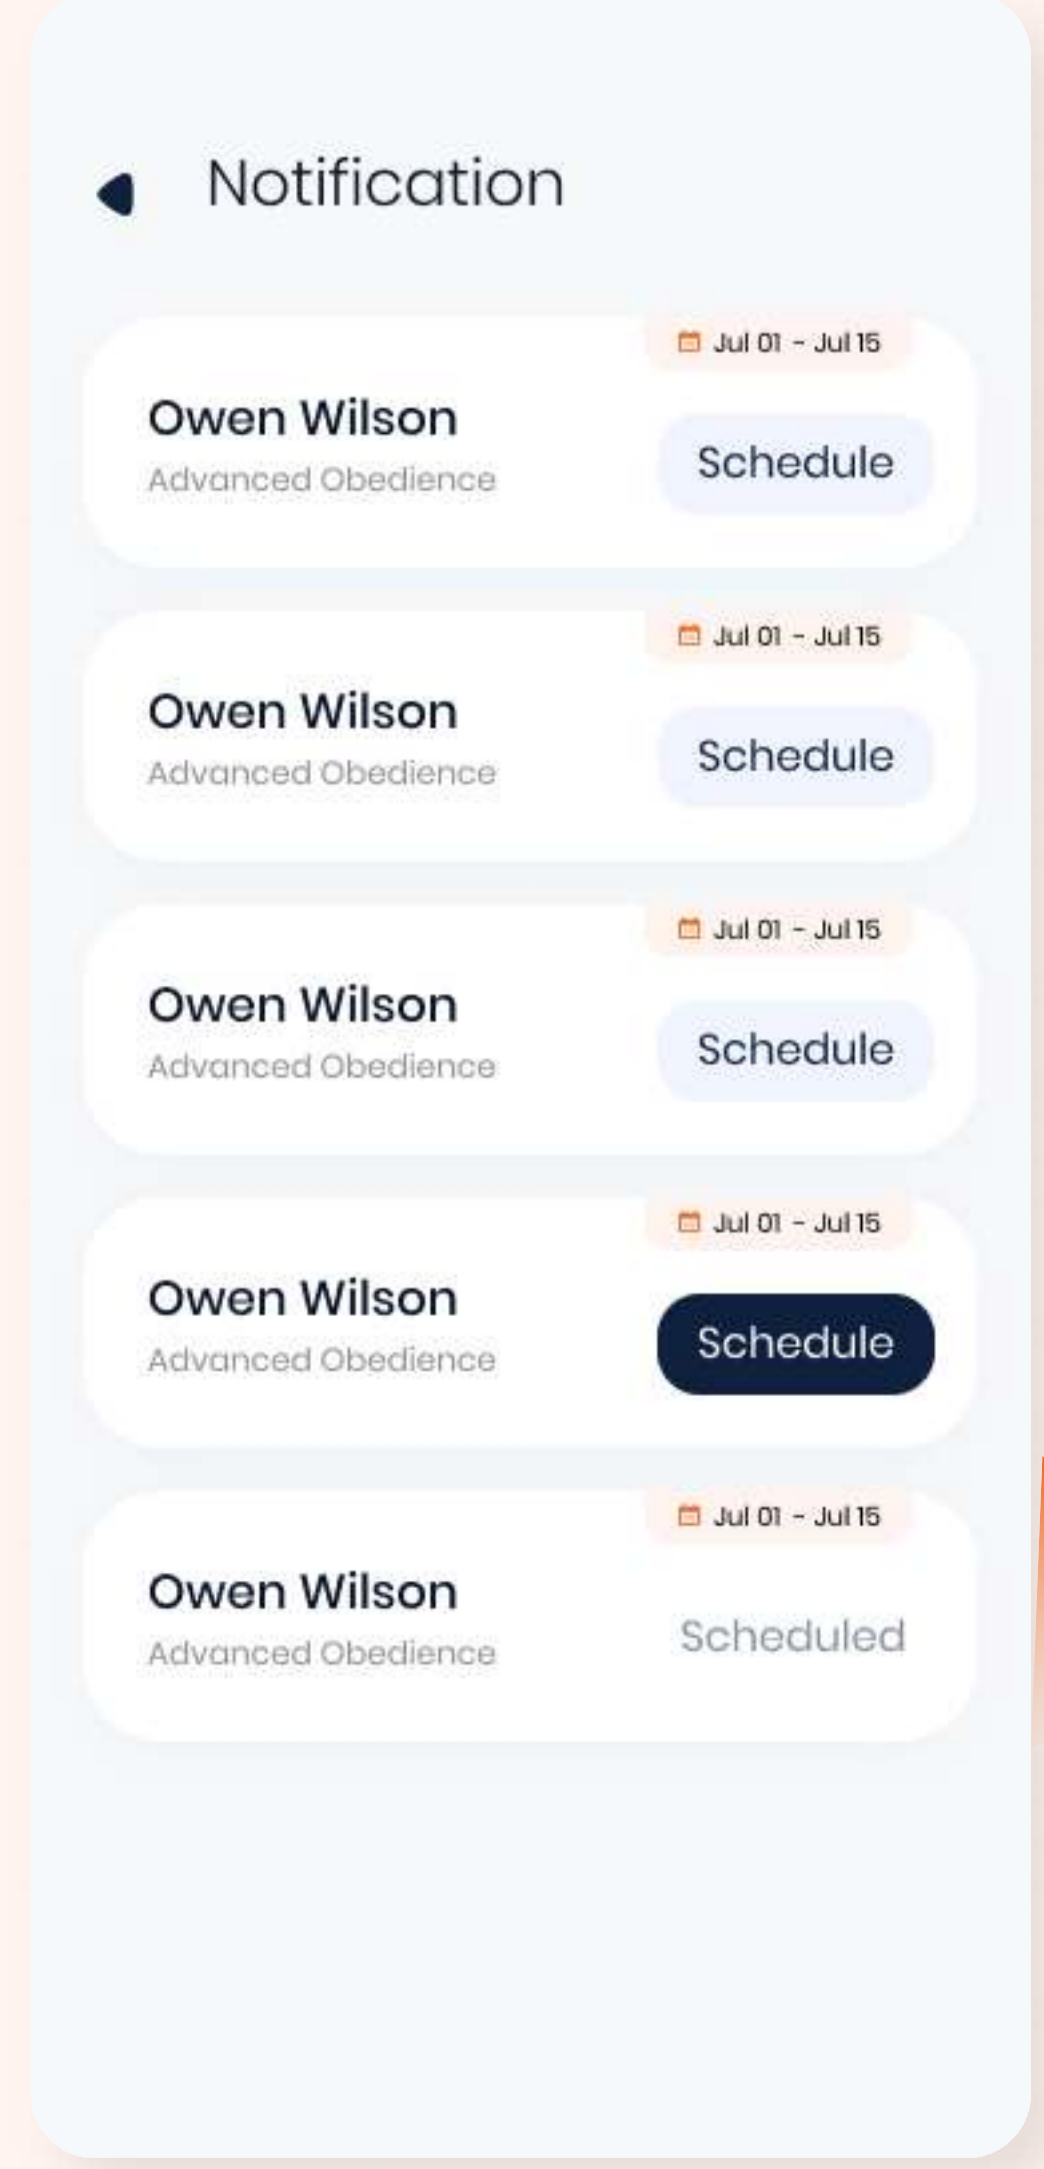 Notification
Jul 01 - Jul 15
Owen Wilson
Advanced Obedience
Schedule
Jul 01 - Jul 15
Owen Wilson
Advanced Obedience
Schedule
Jul 01 - Jul 15
Owen Wilson
Advanced Obedience
Schedule
Jul 01 - Jul 15
Owen Wilson
Advanced Obedience
Schedule
Jul 01 - Jul 15
Owen Wilson
Advanced Obedience
Scheduled